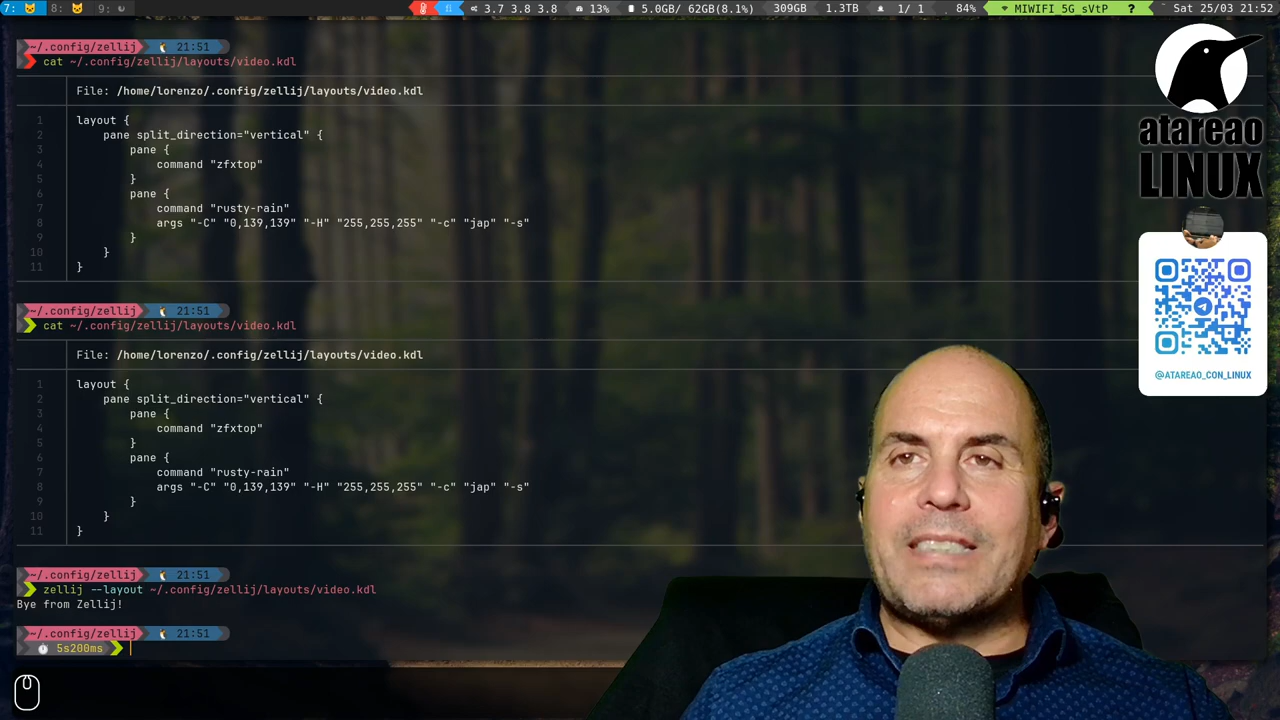 7: 8: 9: 3.7 3.8 3.8 13% 5.0GB/ 62GB(8.1%) 309GB 1.3TB 1/ 1 84% MIWIFI_5G_sVtP ? Sat 25/03 21:52
~/.config/zellij 21:51
cat ~/.config/zellij/layouts/video.kdl
File: /home/lorenzo/.config/zellij/layouts/video.kdl
1 layout {
2 pane split_direction="vertical" {
3 pane {
4 command "zfxtop"
5 }
6 pane {
7 command "rusty-rain"
8 args "-C" "0,139,139" "-H" "255,255,255" "-c" "jap" "-s"
9 }
10 }
11 }
~/.config/zellij 21:51
cat ~/.config/zellij/layouts/video.kdl
File: /home/lorenzo/.config/zellij/layouts/video.kdl
1 layout {
2 pane split_direction="vertical" {
3 pane {
4 command "zfxtop"
5 }
6 pane {
7 command "rusty-rain"
8 args "-C" "0,139,139" "-H" "255,255,255" "-c" "jap" "-s"
9 }
10 }
11 }
~/.config/zellij 21:51
zellij --layout ~/.config/zellij/layouts/video.kdl
Bye from Zellij!
~/.config/zellij 21:51
5s200ms
atareao
LINUX
@ATAREAO_CON_LINUX